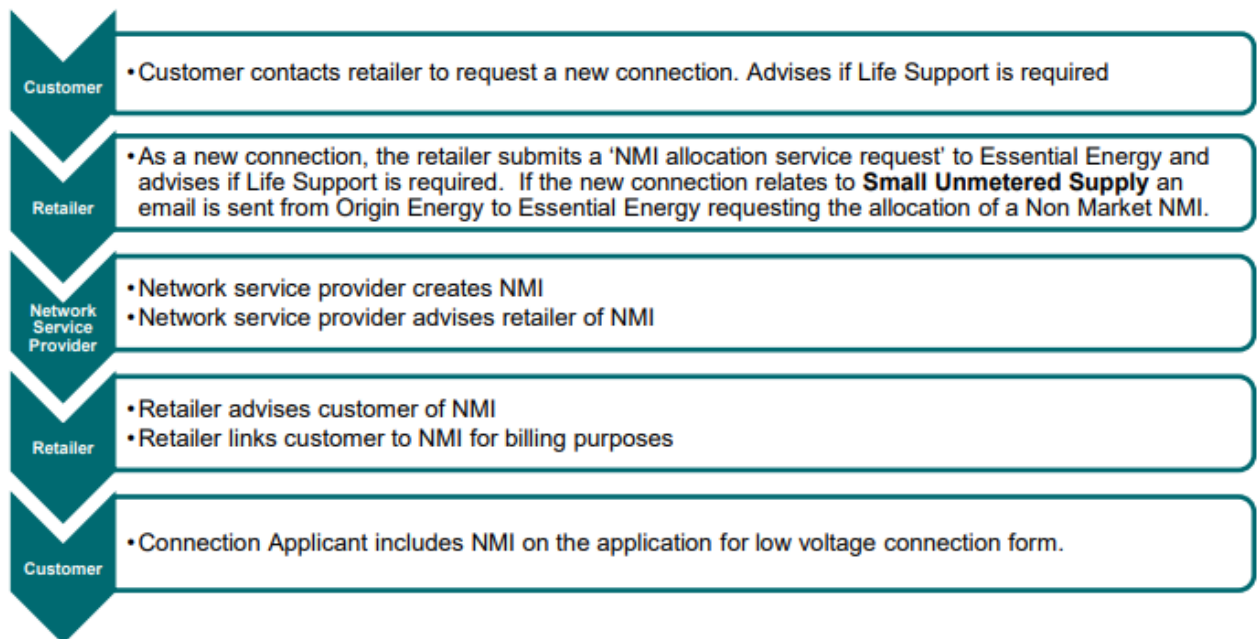 Customer
•Customer contacts retailer to request a new connection. Advises if Life Support is required
Retailer
•As a new connection, the retailer submits a ‘NMI allocation service request’ to Essential Energy and
advises if Life Support is required.  If the new connection relates to Small Unmetered Supply an
email is sent from Origin Energy to Essential Energy requesting the allocation of a Non Market NMI.
Network
Service
Provider
•Network service provider creates NMI
•Network service provider advises retailer of NMI
Retailer
•Retailer advises customer of NMI
•Retailer links customer to NMI for billing purposes
Customer
•Connection Applicant includes NMI on the application for low voltage connection form.